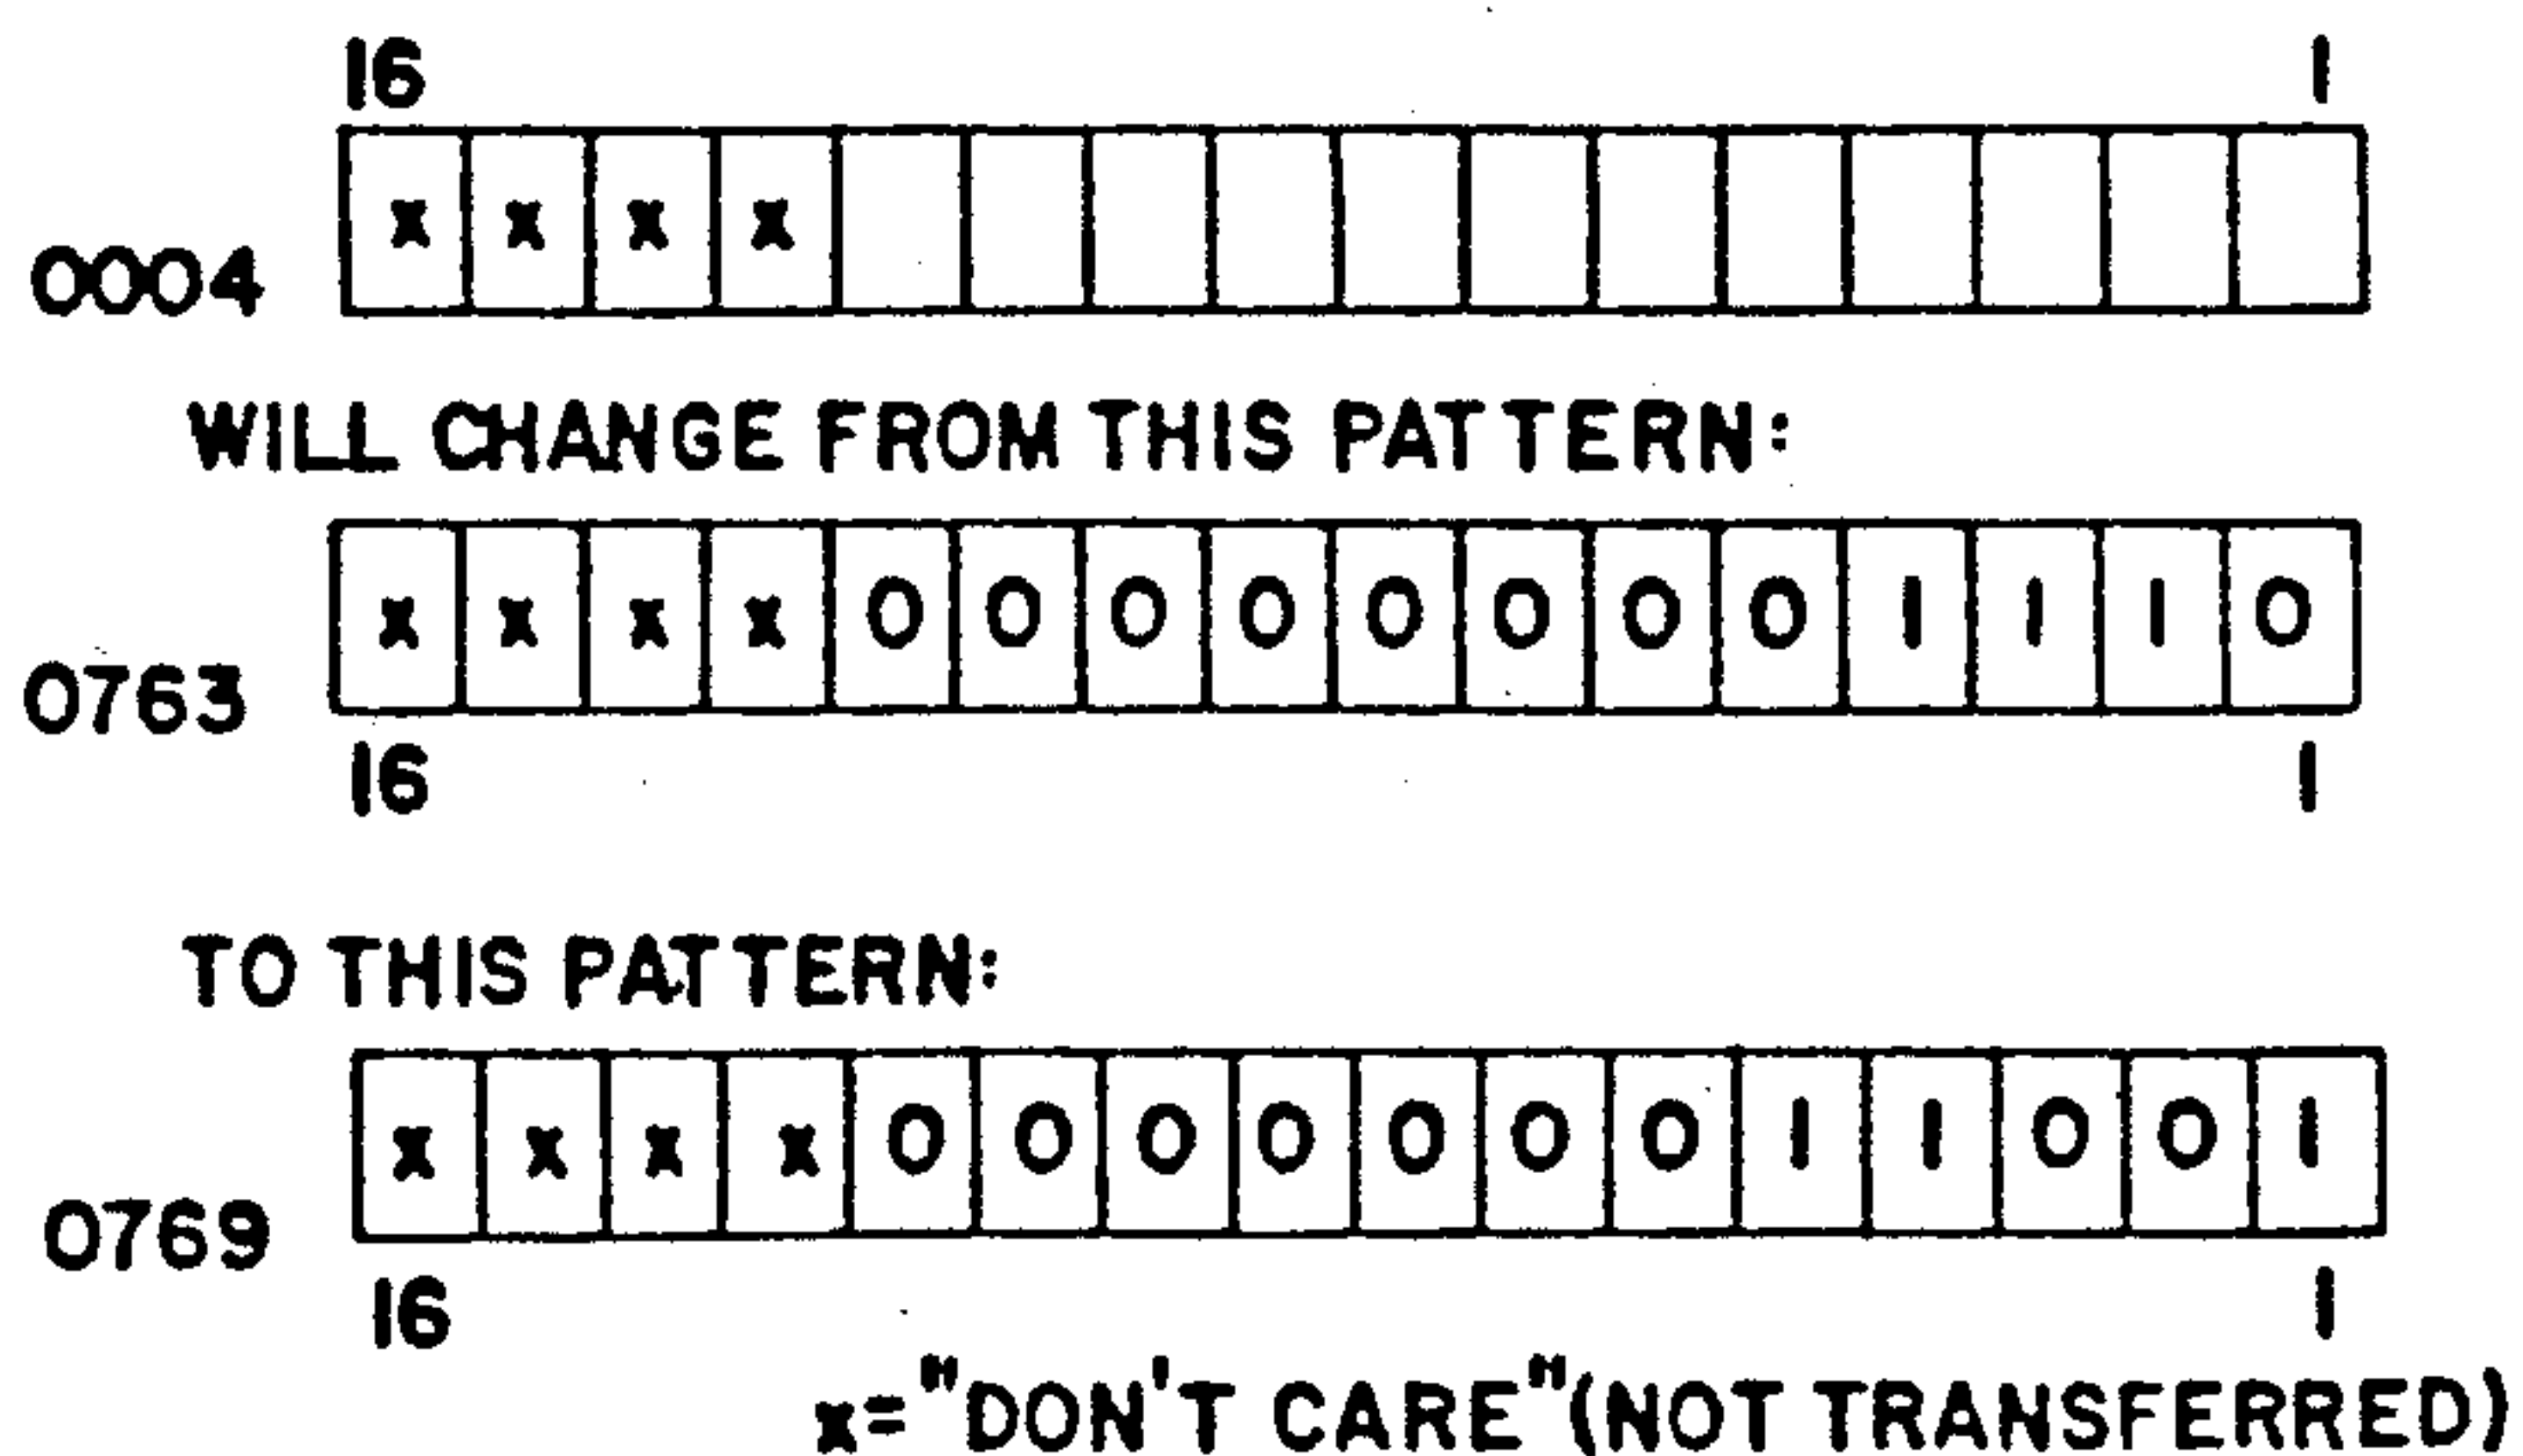 16 1
0004 x x x x
WILL CHANGE FROM THIS PATTERN:
0763 x x x x 0 0 0 0 0 0 0 0 1 1 1 0
16 1
TO THIS PATTERN:
0769 x x x x 0 0 0 0 0 0 0 1 1 0 0 1
16 1
x="DON'T CARE"(NOT TRANSFERRED)